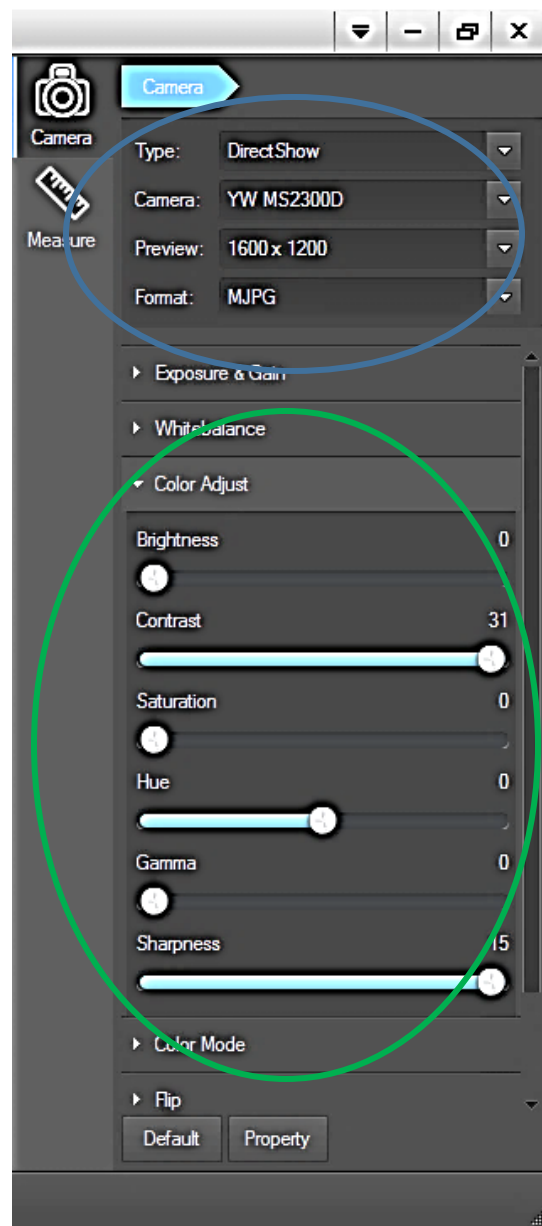 Camera
Camera
Measure
Type: DirectShow
Camera: YW MS2300D
Preview: 1600 x 1200
Format: MJPG
Exposure & Gain
Whitebalance
Color Adjust
Brightness 0
Contrast 31
Saturation 0
Hue 0
Gamma 0
Sharpness 15
Color Mode
Flip
Default Property